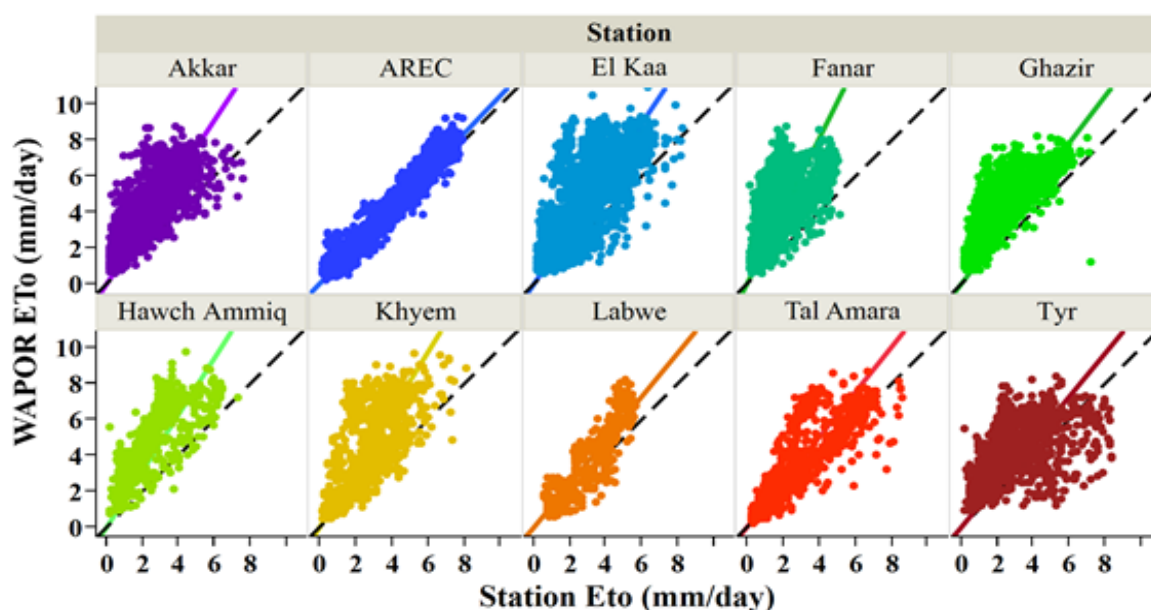 Station
Akkar AREC El Kaa Fanar Ghazir
10
8
6
4
2
0
Hawch Ammiq Khyem Labwe Tal Amara Tyr
10
8
6
4
2
0
0 2 4 6 8 0 2 4 6 8 0 2 4 6 8 0 2 4 6 8 0 2 4 6 8
WAPOR ETo (mm/day)
Station Eto (mm/day)